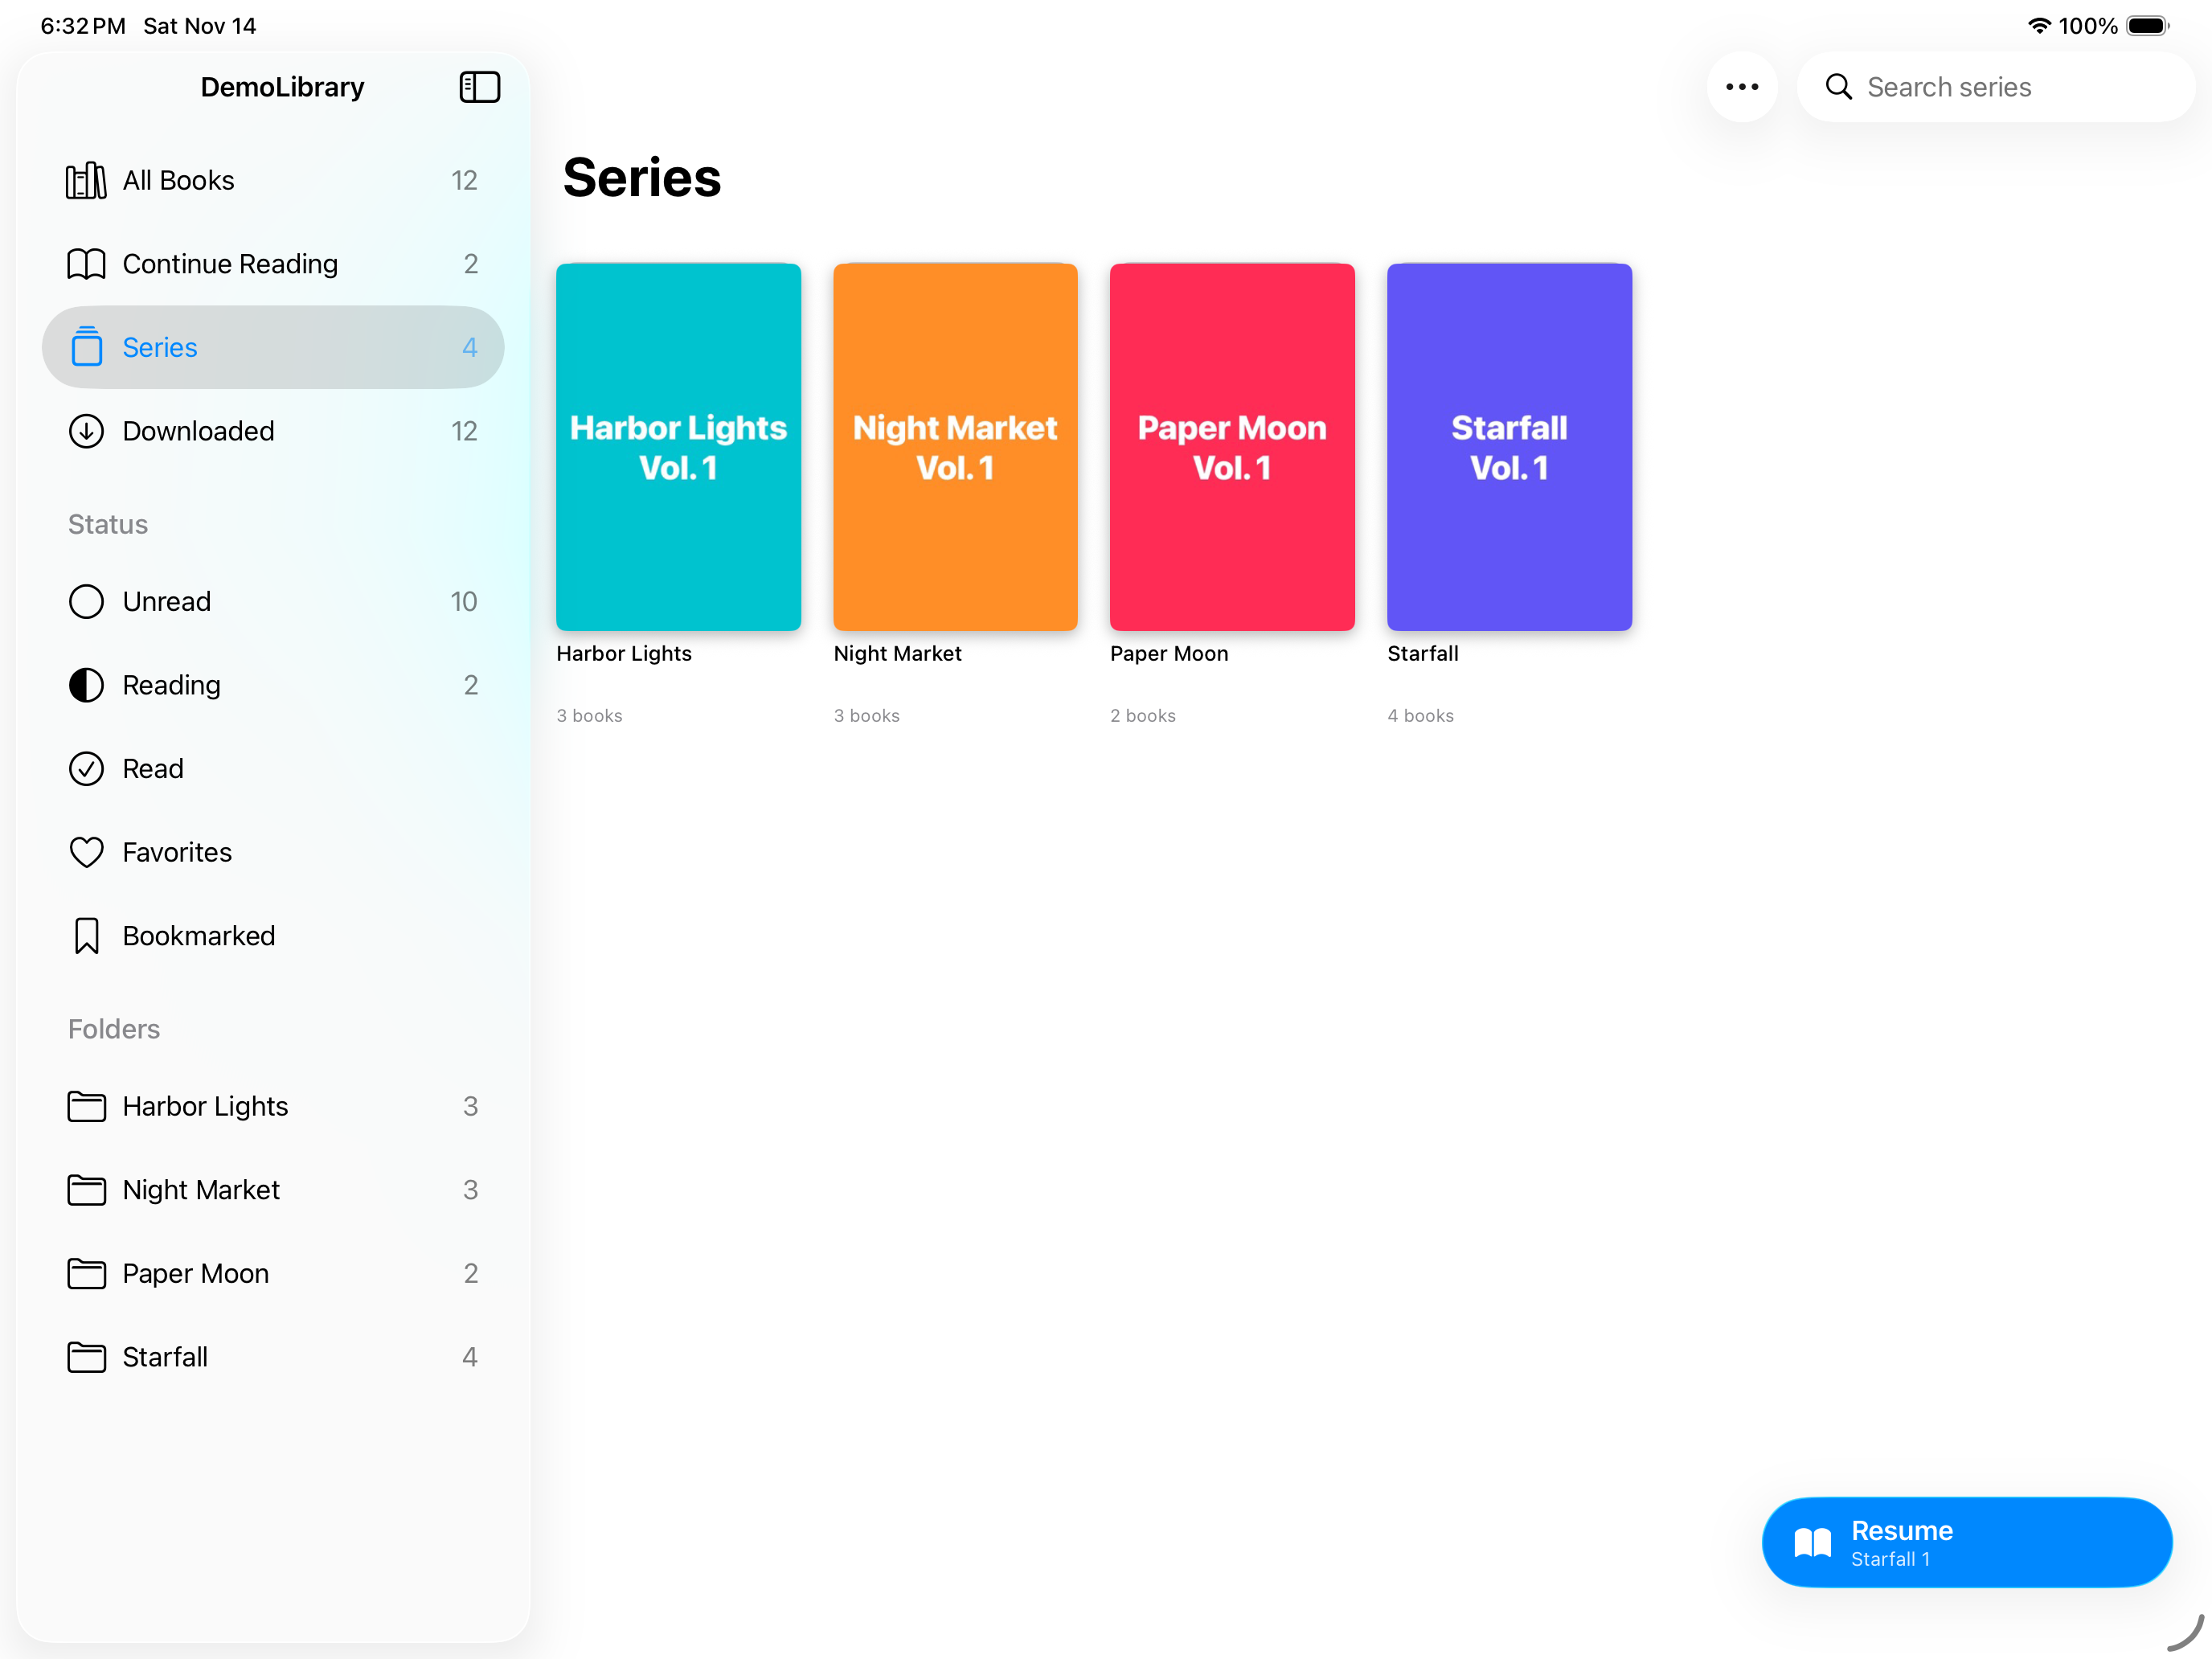 6:32 PM Sat Nov 14
100%
DemoLibrary
Search series
All Books 12
Continue Reading 2
Series 4
Downloaded 12
Status
Unread 10
Reading 2
Read
Favorites
Bookmarked
Folders
Harbor Lights 3
Night Market 3
Paper Moon 2
Starfall 4
Series
Harbor Lights
Vol. 1
Night Market
Vol. 1
Paper Moon
Vol. 1
Starfall
Vol. 1
Harbor Lights
3 books
Night Market
3 books
Paper Moon
2 books
Starfall
4 books
Resume
Starfall 1